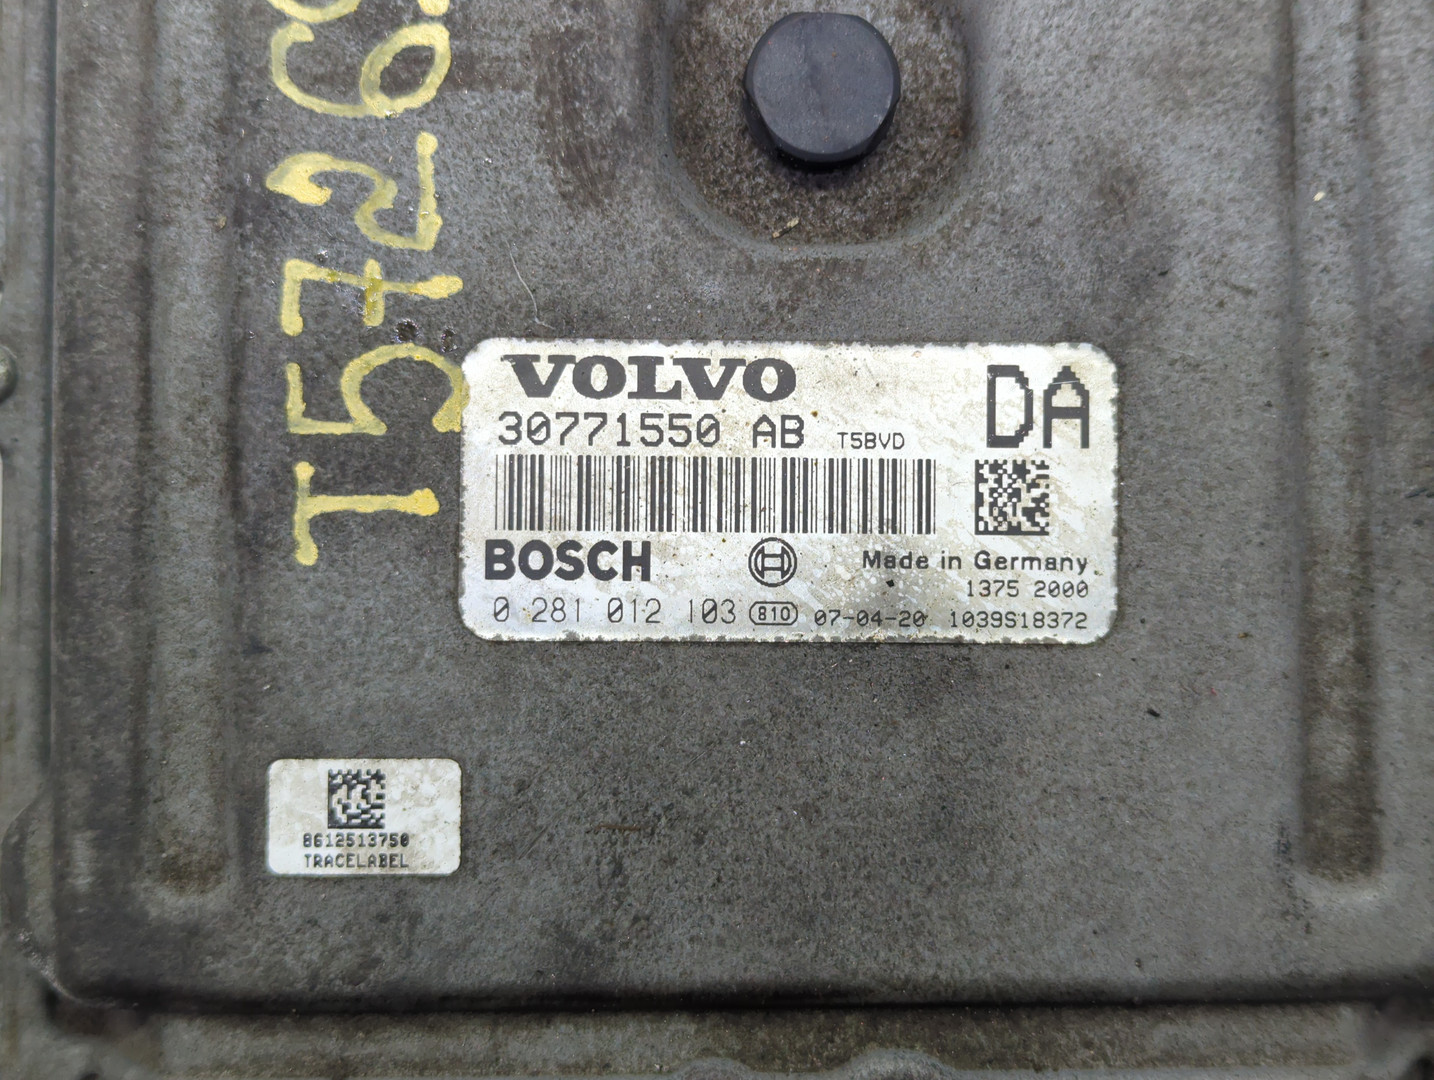 T5726
VOLVO
DA
30771550 AB T5BVD
BOSCH
Made in Germany
1375 2000
0 281 012 103 810 07-04-20 1039S18372
8612513750
TRACELABEL